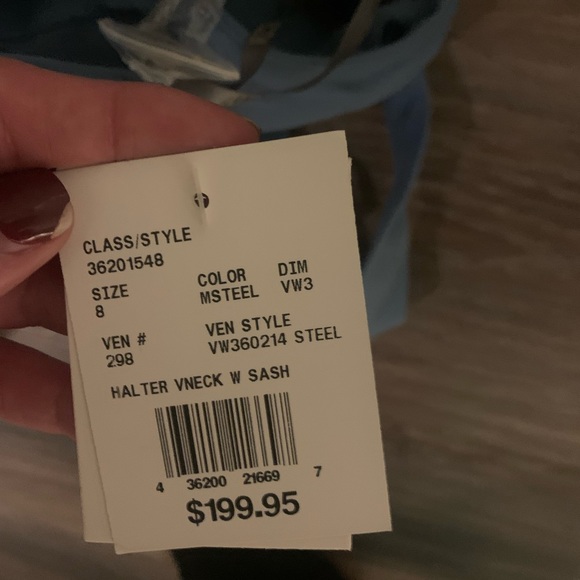 CLASS/STYLE
36201548
SIZE COLOR DIM
8 MSTEEL VW3
VEN # VEN STYLE
298 VW360214 STEEL
HALTER VNECK W SASH
4 36200 21669 7
$199.95